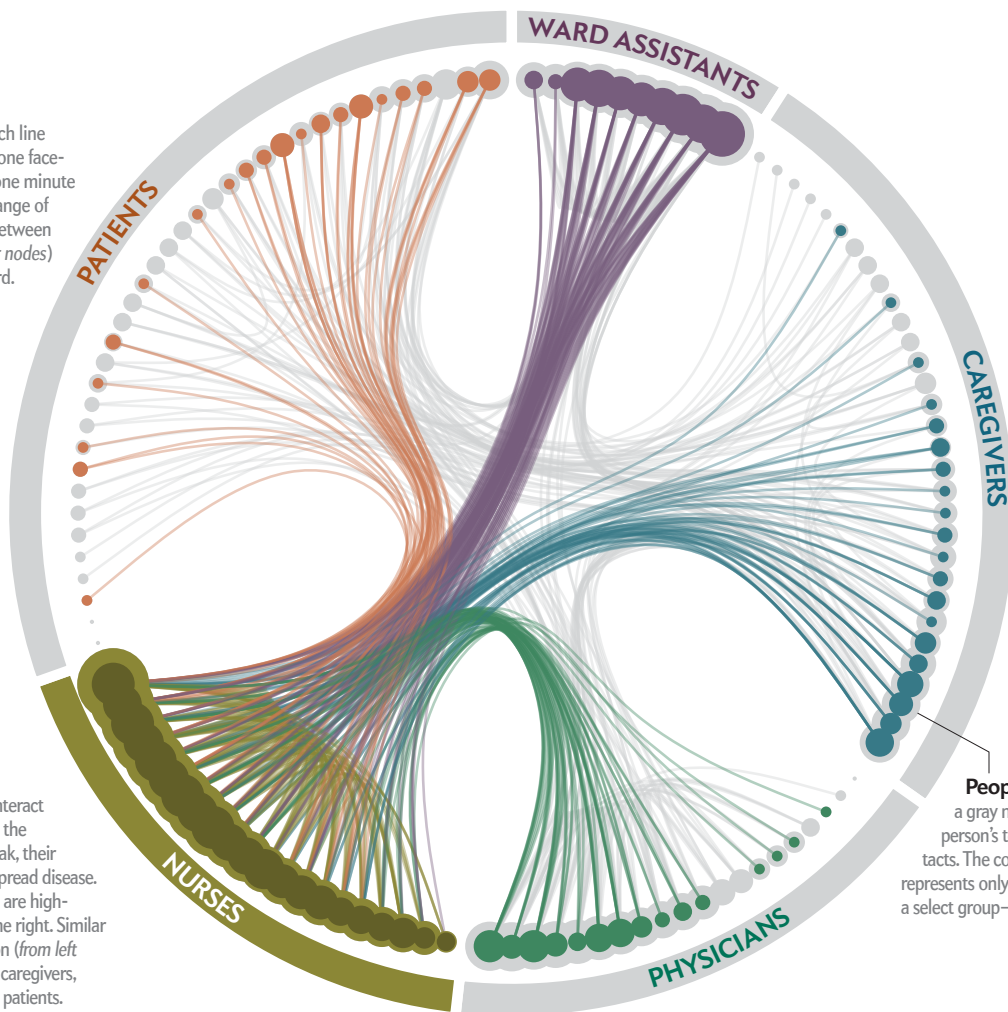 WARD ASSISTANTS
PATIENTS
CAREGIVERS
NURSES
PHYSICIANS
line
one face-
one minute
ange of
etween
nodes)
rd.
nteract
the
ak, their
spread disease.
are high-
he right. Similar
n (from left
caregivers,
patients.
Peop
a gray n
person's t
tacts. The co
represents only
a select group—